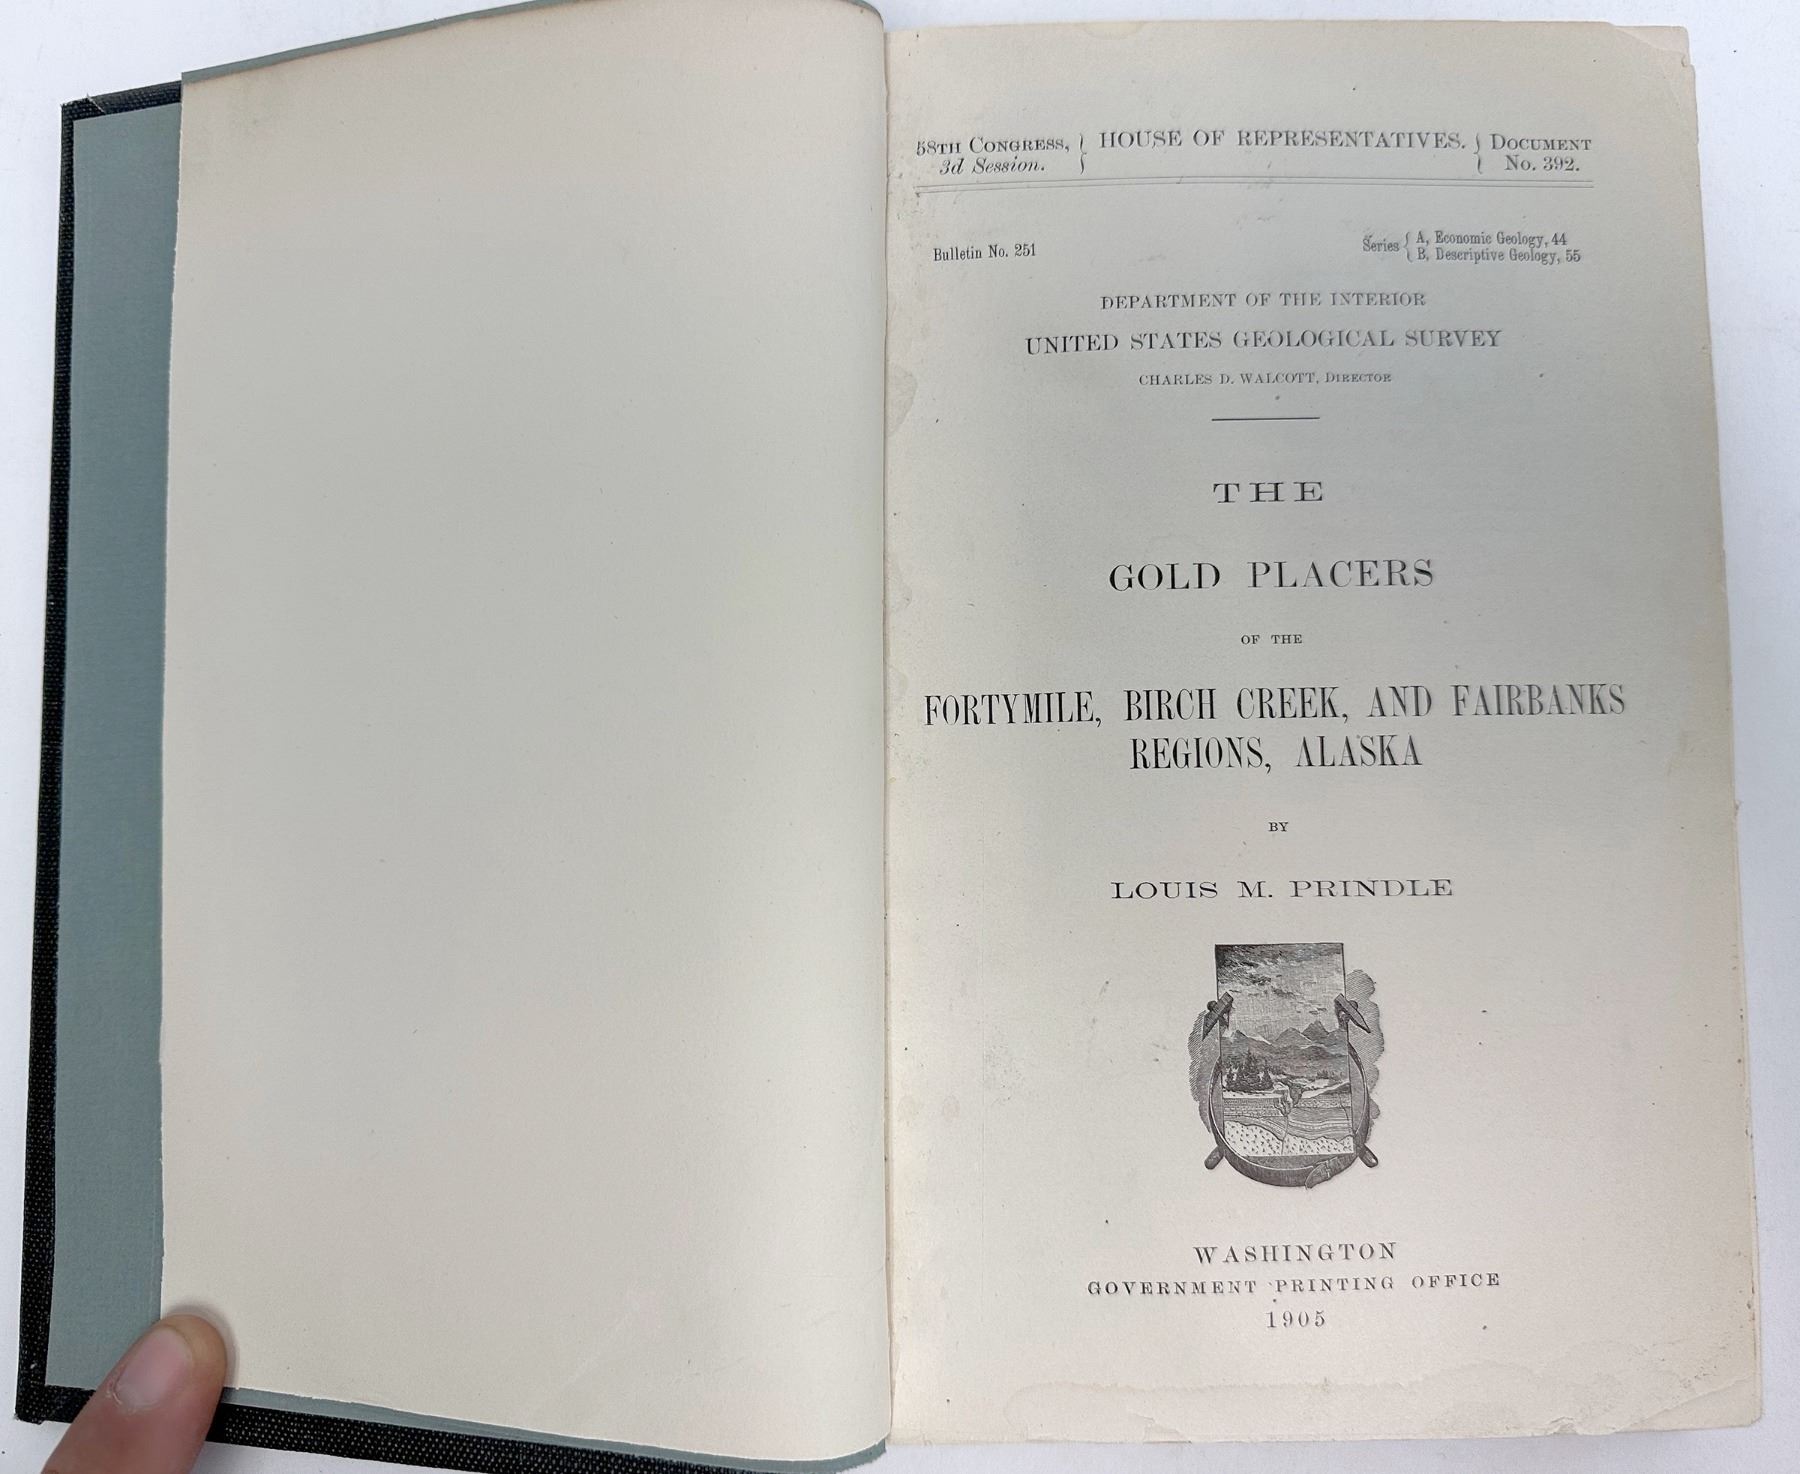 58TH CONGRESS, } HOUSE OF REPRESENTATIVES. { DOCUMENT
3d Session. No. 392.
Bulletin No. 251
Series { A, Economic Geology, 44
B, Descriptive Geology, 55
DEPARTMENT OF THE INTERIOR
UNITED STATES GEOLOGICAL SURVEY
CHARLES D. WALCOTT, DIRECTOR
THE
GOLD PLACERS
OF THE
FORTYMILE, BIRCH CREEK, AND FAIRBANKS
REGIONS, ALASKA
BY
LOUIS M. PRINDLE
WASHINGTON
GOVERNMENT PRINTING OFFICE
1905